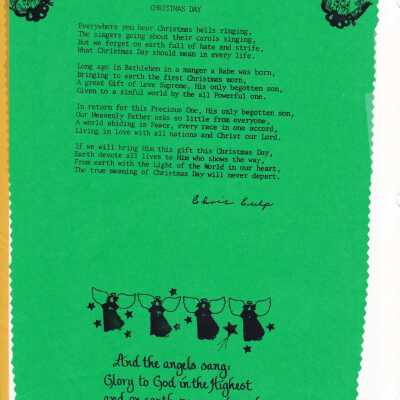 CHRISTMAS DAY
Everywhere you hear Christmas bells ringing,
The singers going about their carols singing,
But we forget on earth full of hate and strife,
What Christmas Day should mean in every life.
Long ago in Bethlehem in a manger a Babe was born,
Bringing to earth the first Christmas morn,
A great Gift of Love Supreme, His only begotten son,
Given to a sinful world by the all Powerful one.
In return for this Precious One, His only begotten son,
Our Heavenly Father asks so little from everyone,
A world abiding in Peace, every race in one accord,
Living in love with all nations and Christ our Lord.
If we will bring Him this gift this Christmas Day,
Earth devote all lives to Him who shows the way,
From earth with the Light of the World in our heart,
The true meaning of Christmas Day will never depart.
Chris Culp
And the angels sang:
Glory to God in the Highest
and on earth